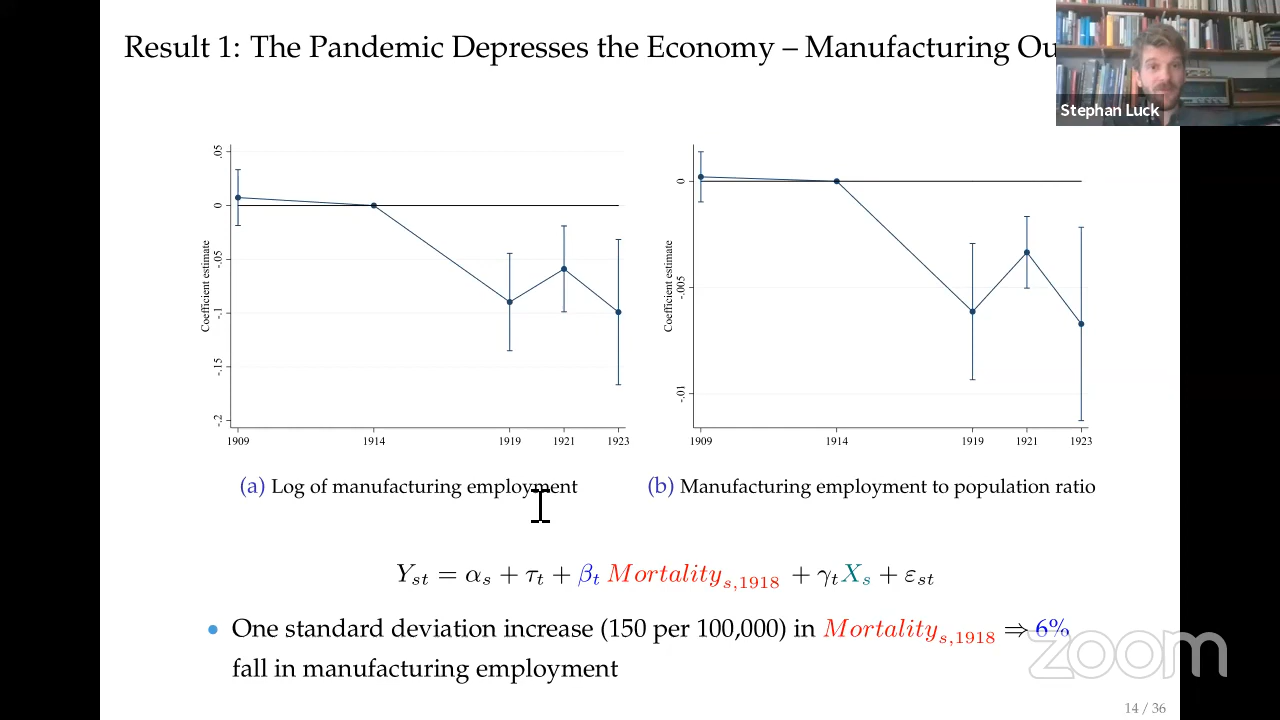 Result 1: The Pandemic Depresses the Economy – Manufacturing Ou
Stephan Luck
.05
0
-.05
-.1
-.15
-.2
Coefficient estimate
1909 1914 1919 1921 1923
(a) Log of manufacturing employment
0
-.005
-.01
Coefficient estimate
1909 1914 1919 1921 1923
(b) Manufacturing employment to population ratio
Y_st = α_s + τ_t + β_t Mortality_s,1918 + γ_t X_s + ε_st
• One standard deviation increase (150 per 100,000) in Mortality_s,1918 ⇒ 6%
fall in manufacturing employment
zoom
14 / 36